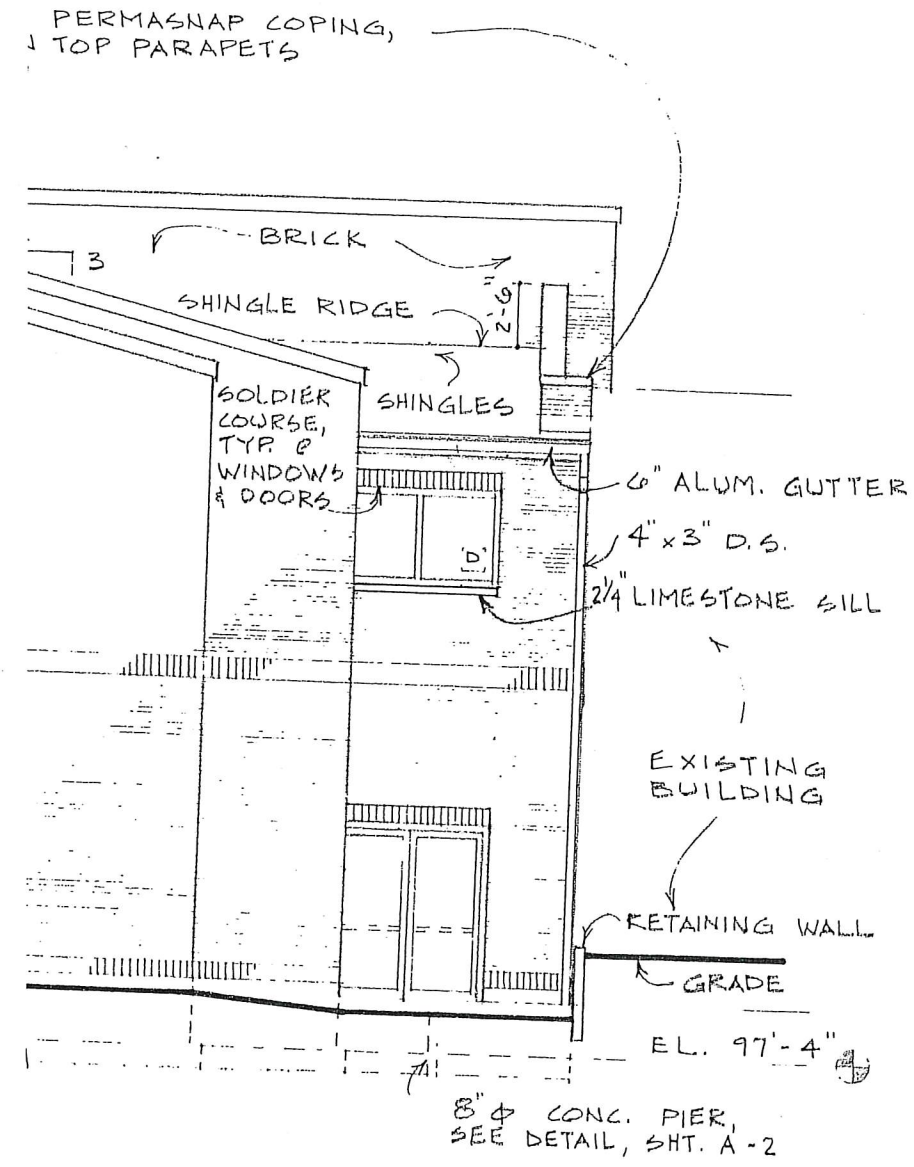 PERMASNAP COPING,
TOP PARAPETS
BRICK
3
SHINGLE RIDGE
2'-6"
SOLDIER
COURSE,
TYP. @
WINDOWS
& DOORS
SHINGLES
6" ALUM. GUTTER
4" x 3" D.S.
'D'
2¼" LIMESTONE SILL
EXISTING
BUILDING
RETAINING WALL
GRADE
EL. 97'-4"
8" ⌀ CONC. PIER,
SEE DETAIL, SHT. A-2